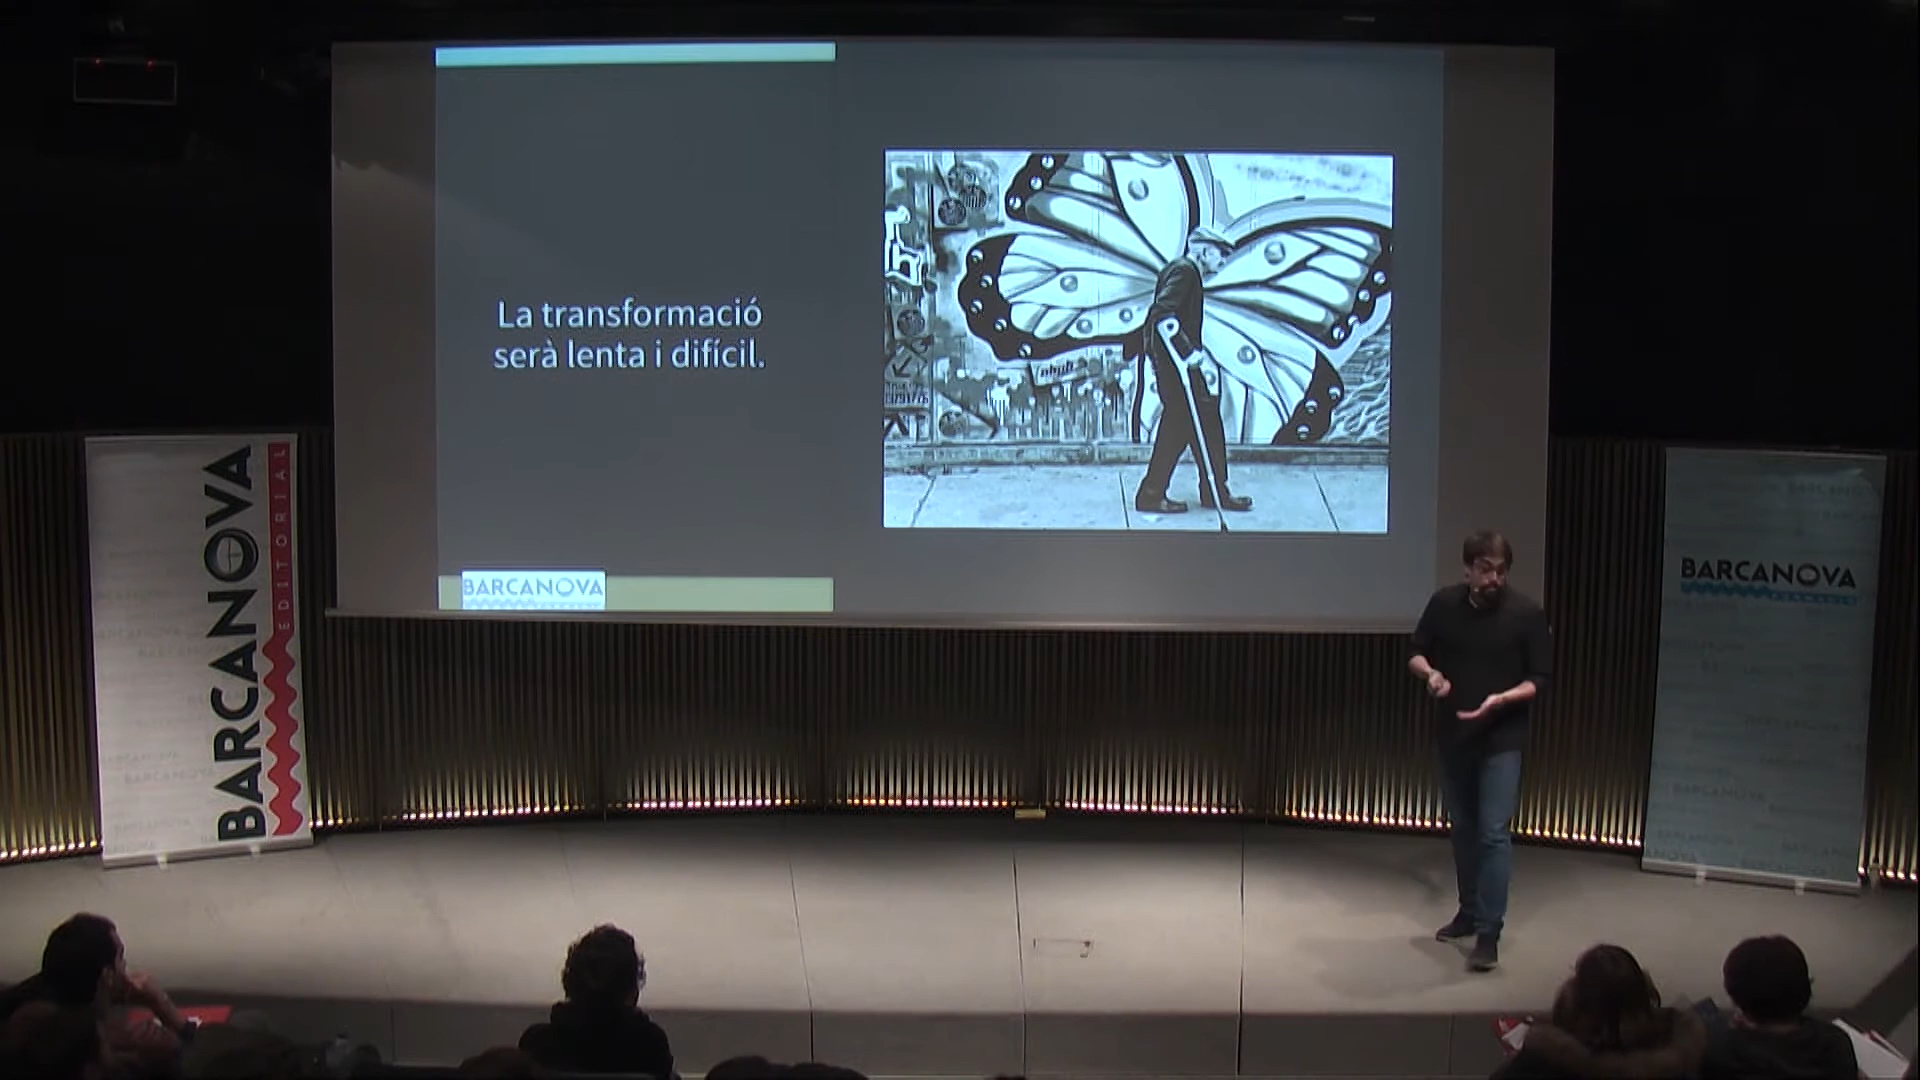 La transformació
serà lenta i difícil.
BARCANOVA
BARCANOVA
EDITORIAL
BARCANOVA